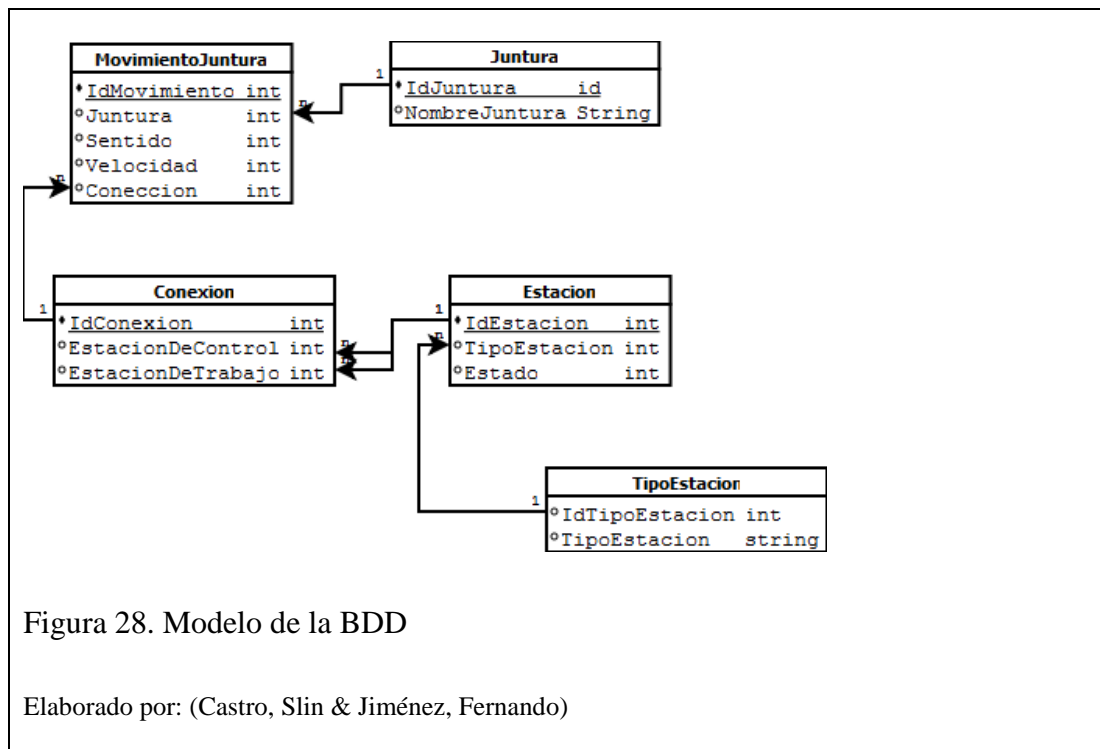 MovimientoJuntura
IdMovimiento int
Juntura int
Sentido int
Velocidad int
Coneccion int
Juntura
IdJuntura id
NombreJuntura String
1
n
n
1
Conexion
IdConexion int
EstacionDeControl int
EstacionDeTrabajo int
Estacion
IdEstacion int
TipoEstacion int
Estado int
1
n
n
n
TipoEstacion
IdTipoEstacion int
TipoEstacion string
1
Figura 28. Modelo de la BDD
Elaborado por: (Castro, Slin & Jiménez, Fernando)